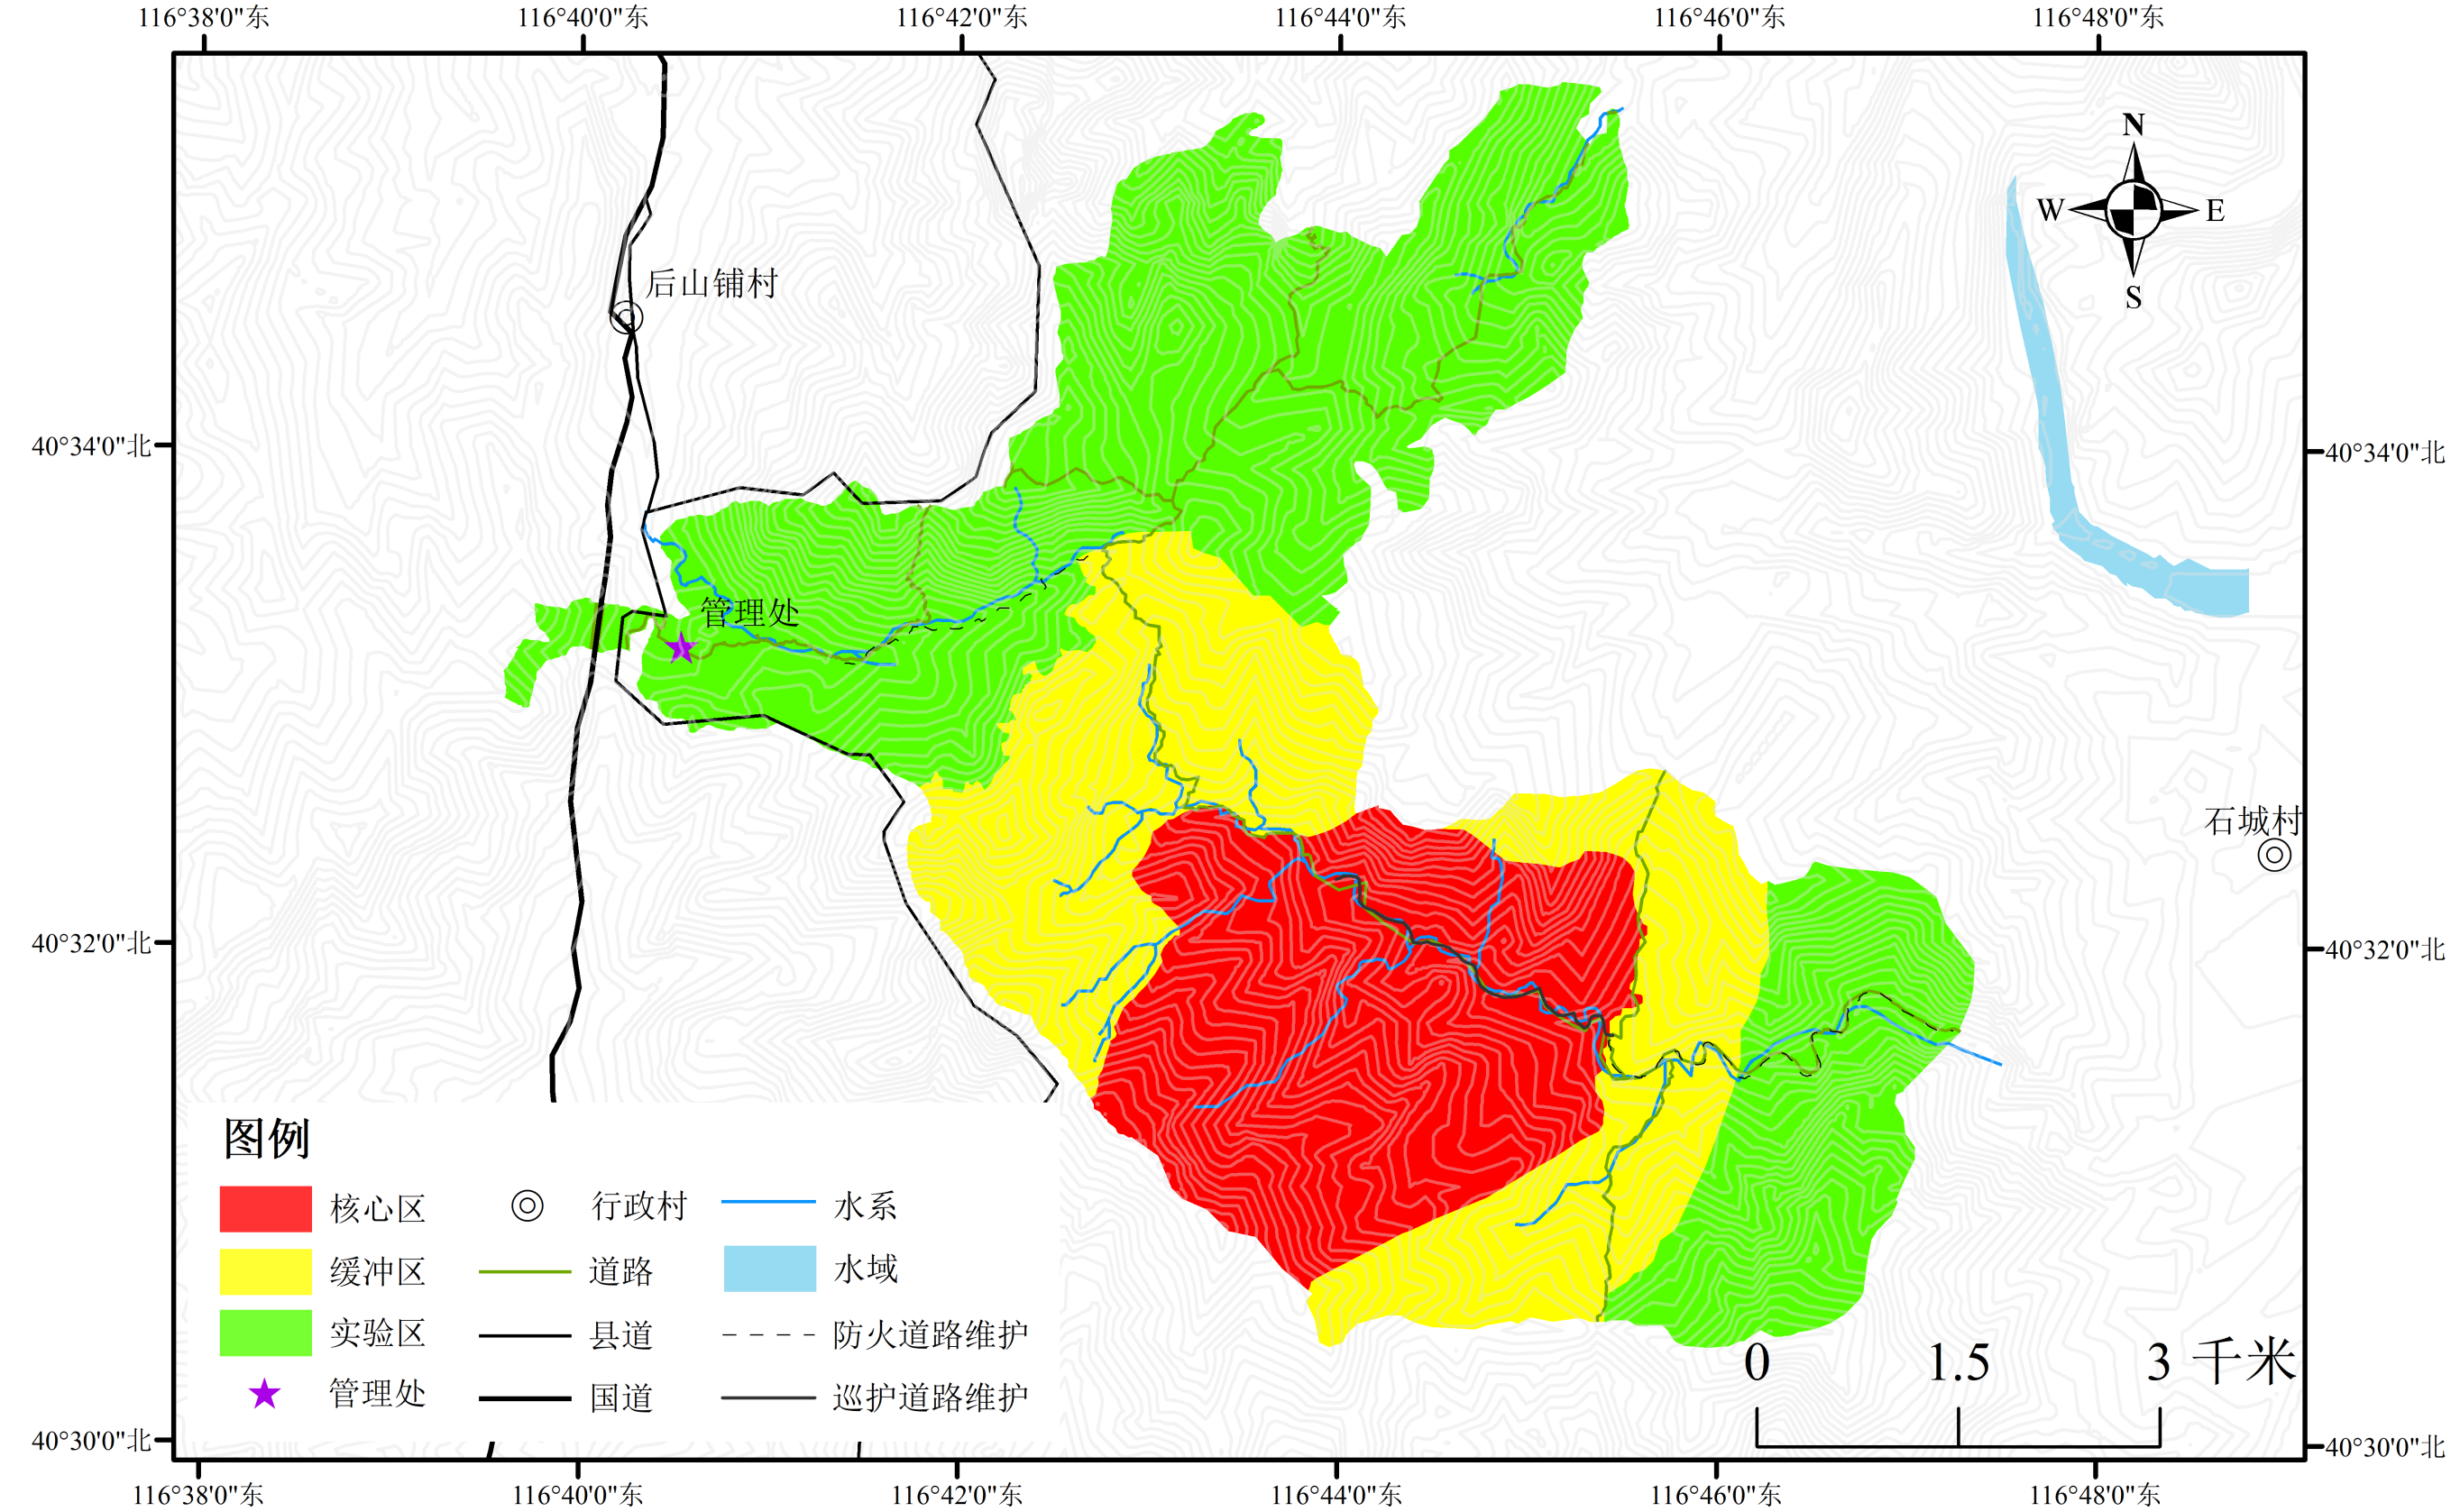 116°38'0"东 116°40'0"东 116°42'0"东 116°44'0"东 116°46'0"东 116°48'0"东
N
W E
S
后山铺村
40°34'0"北 40°34'0"北
管理处
石城村
40°32'0"北 40°32'0"北
图例
核心区 行政村 水系
缓冲区 道路 水域
实验区 县道 防火道路维护
管理处 国道 巡护道路维护
0 1.5 3 千米
40°30'0"北 40°30'0"北
116°38'0"东 116°40'0"东 116°42'0"东 116°44'0"东 116°46'0"东 116°48'0"东